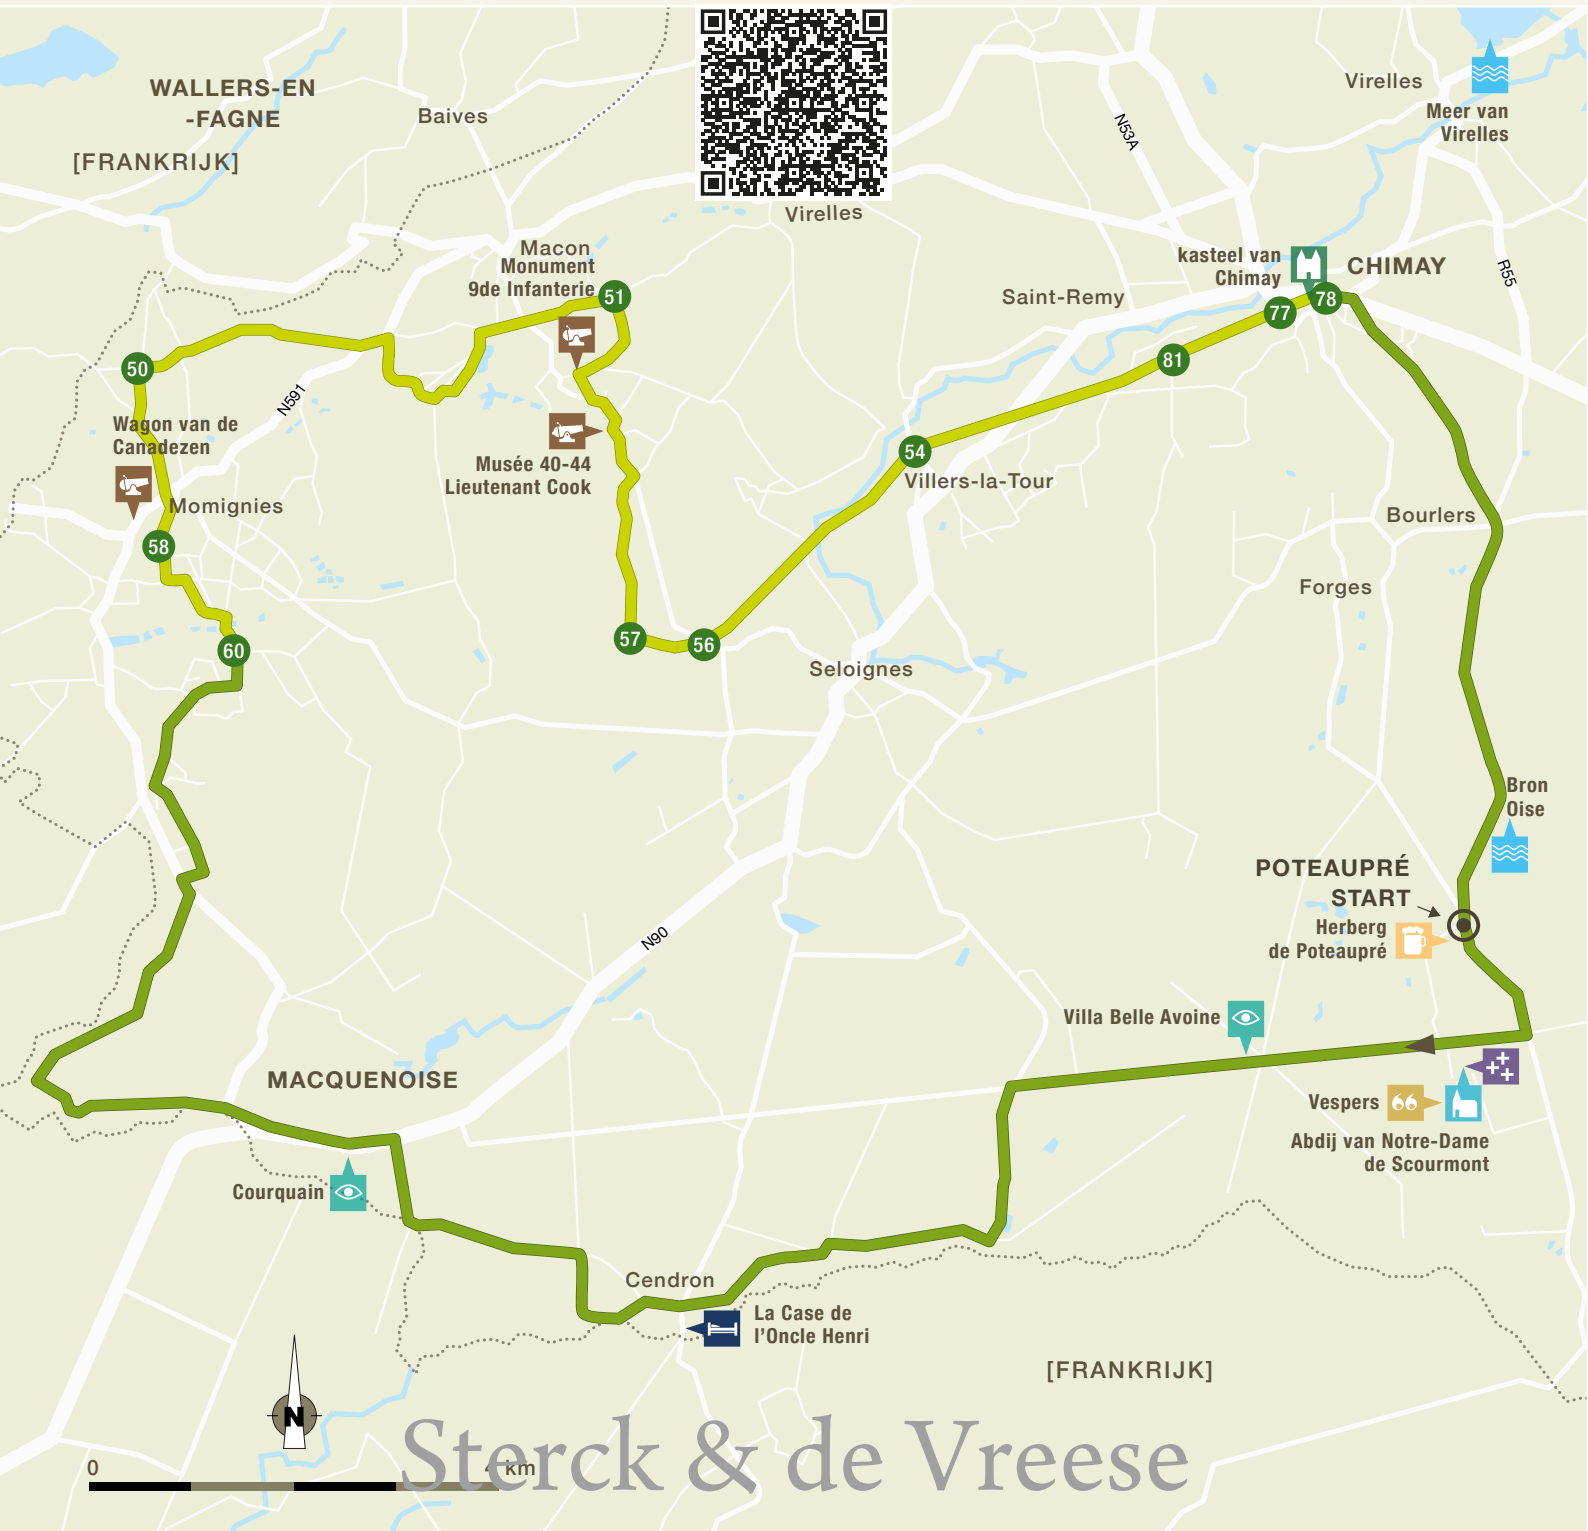 WALLERS-EN
-FAGNE
[FRANKRIJK]
Baives
Virelles
N53A
Virelles
Meer van
Virelles
Macon
Monument
9de Infanterie
51
kasteel van
Chimay
CHIMAY
R55
Saint-Remy
77
78
81
50
N591
Wagon van de
Canadezen
Momignies
58
Musée 40-44
Lieutenant Cook
54
Villers-la-Tour
Bourlers
Forges
60
57
56
Seloignes
Bron
Oise
POTEAUPRÉ
START
Herberg
de Poteaupré
N90
Villa Belle Avoine
MACQUENOISE
Vespers
Abdij van Notre-Dame
de Scourmont
Courquain
Cendron
La Case de
l'Oncle Henri
[FRANKRIJK]
N
0
km
Sterck & de Vreese